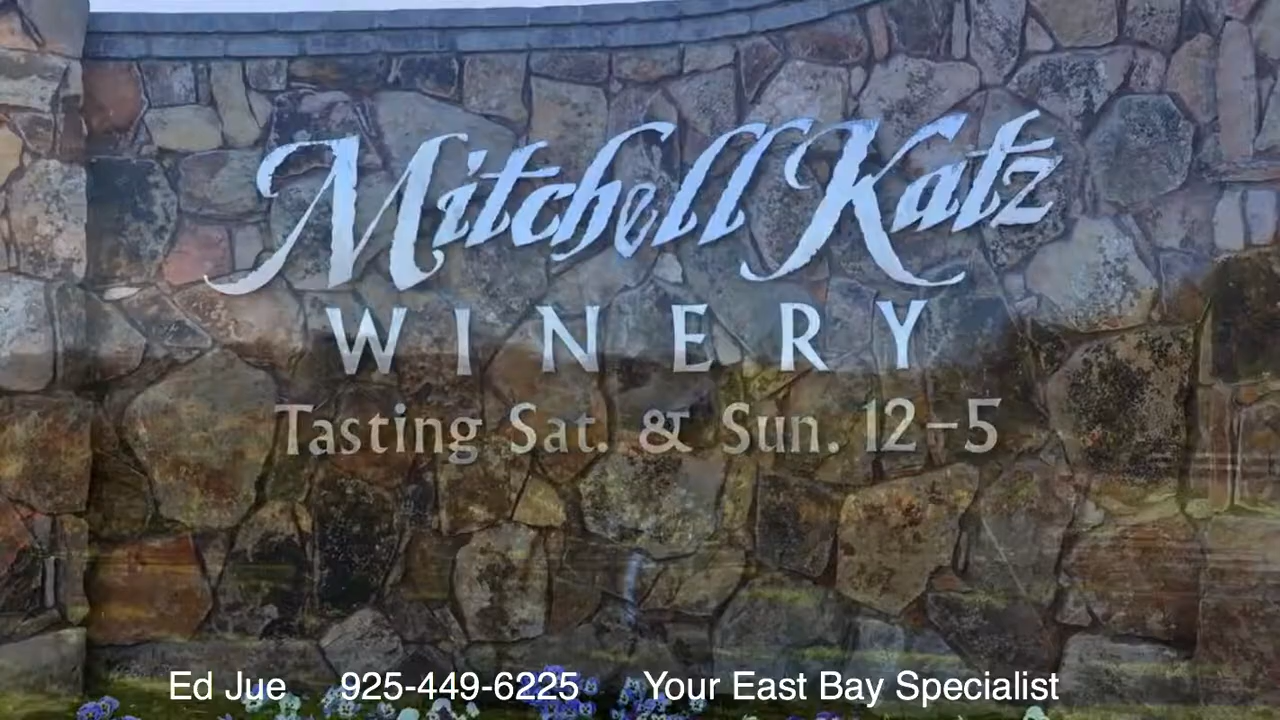 Mitchell Katz
WINERY
Tasting Sat. & Sun. 12-5
Ed Jue 925-449-6225 Your East Bay Specialist